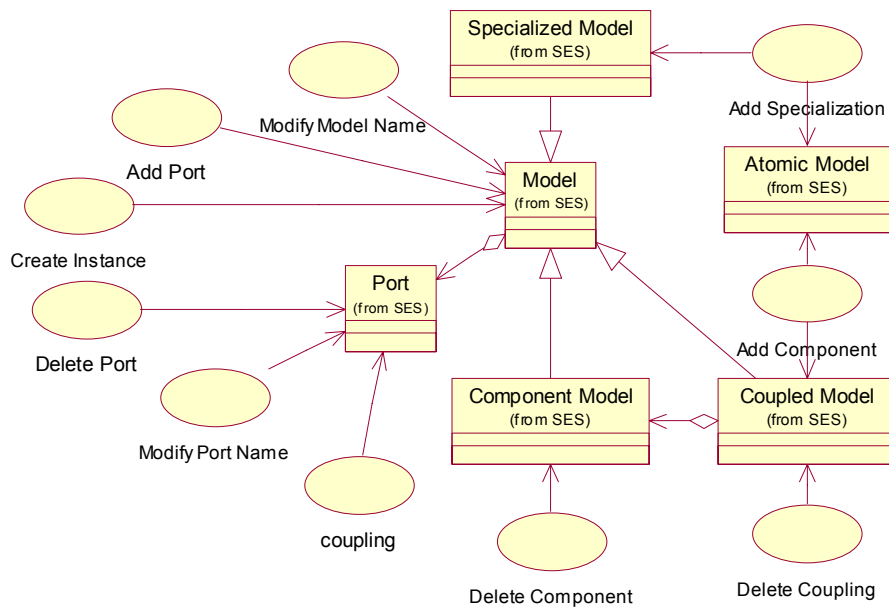 Specialized Model
(from SES)
Add Specialization
Modify Model Name
Add Port
Model
(from SES)
Atomic Model
(from SES)
Create Instance
Port
(from SES)
Delete Port
Add Component
Modify Port Name
Component Model
(from SES)
Coupled Model
(from SES)
coupling
Delete Component
Delete Coupling